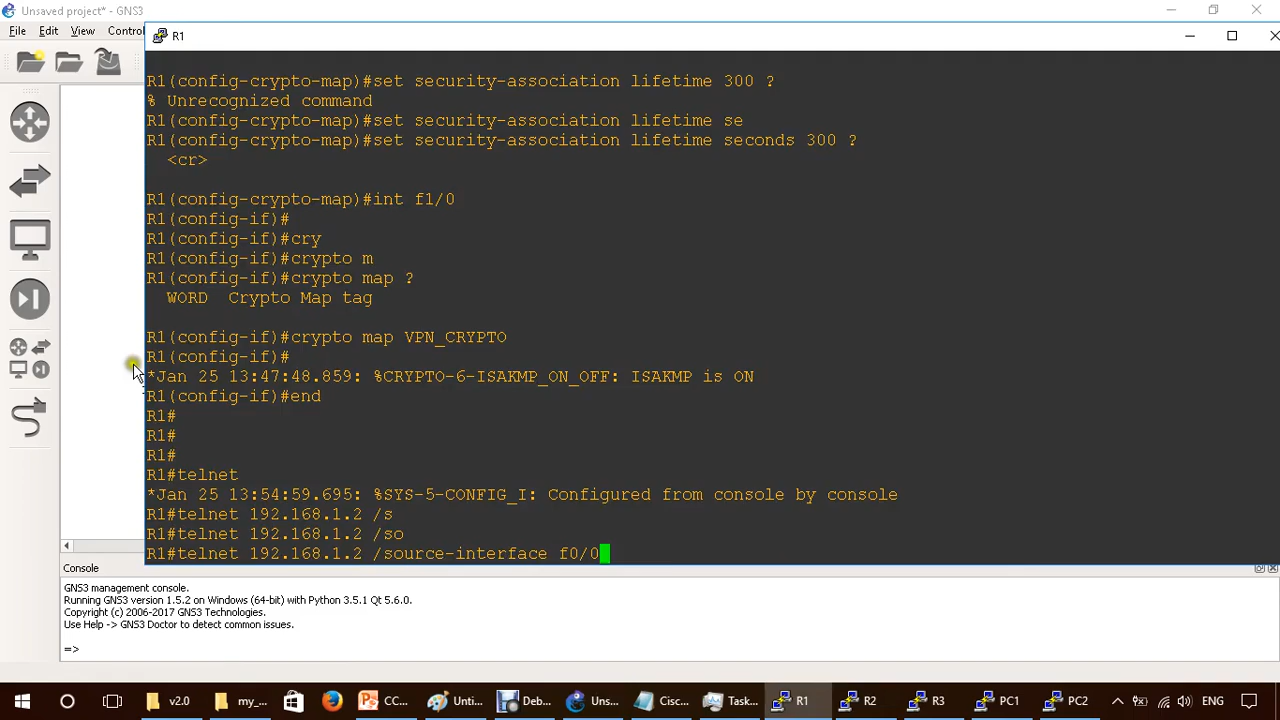 Unsaved project* - GNS3
File Edit View Control
R1
R1(config-crypto-map)#set security-association lifetime 300 ?
% Unrecognized command
R1(config-crypto-map)#set security-association lifetime se
R1(config-crypto-map)#set security-association lifetime seconds 300 ?
<cr>
R1(config-crypto-map)#int f1/0
R1(config-if)#
R1(config-if)#cry
R1(config-if)#crypto m
R1(config-if)#crypto map ?
WORD  Crypto Map tag
R1(config-if)#crypto map VPN_CRYPTO
R1(config-if)#
*Jan 25 13:47:48.859: %CRYPTO-6-ISAKMP_ON_OFF: ISAKMP is ON
R1(config-if)#end
R1#
R1#
R1#
R1#telnet
*Jan 25 13:54:59.695: %SYS-5-CONFIG_I: Configured from console by console
R1#telnet 192.168.1.2 /s
R1#telnet 192.168.1.2 /so
R1#telnet 192.168.1.2 /source-interface f0/0
Console
GNS3 management console.
Running GNS3 version 1.5.2 on Windows (64-bit) with Python 3.5.1 Qt 5.6.0.
Copyright (c) 2006-2017 GNS3 Technologies.
Use Help -> GNS3 Doctor to detect common issues.
=>
v2.0 my_... CC... Unti... Deb... Uns... Cisc... Task... R1 R2 R3 PC1 PC2 ENG